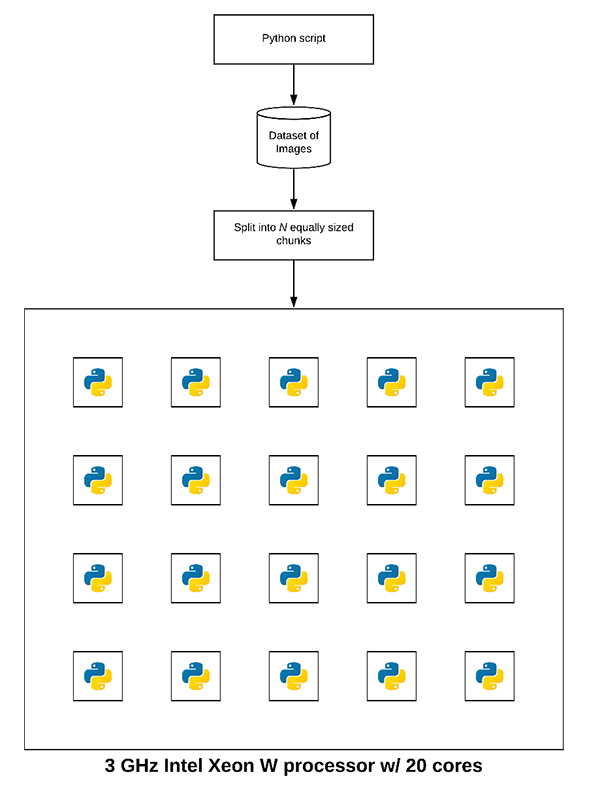 Python script
Dataset of
Images
Split into N equally sized
chunks
3 GHz Intel Xeon W processor w/ 20 cores